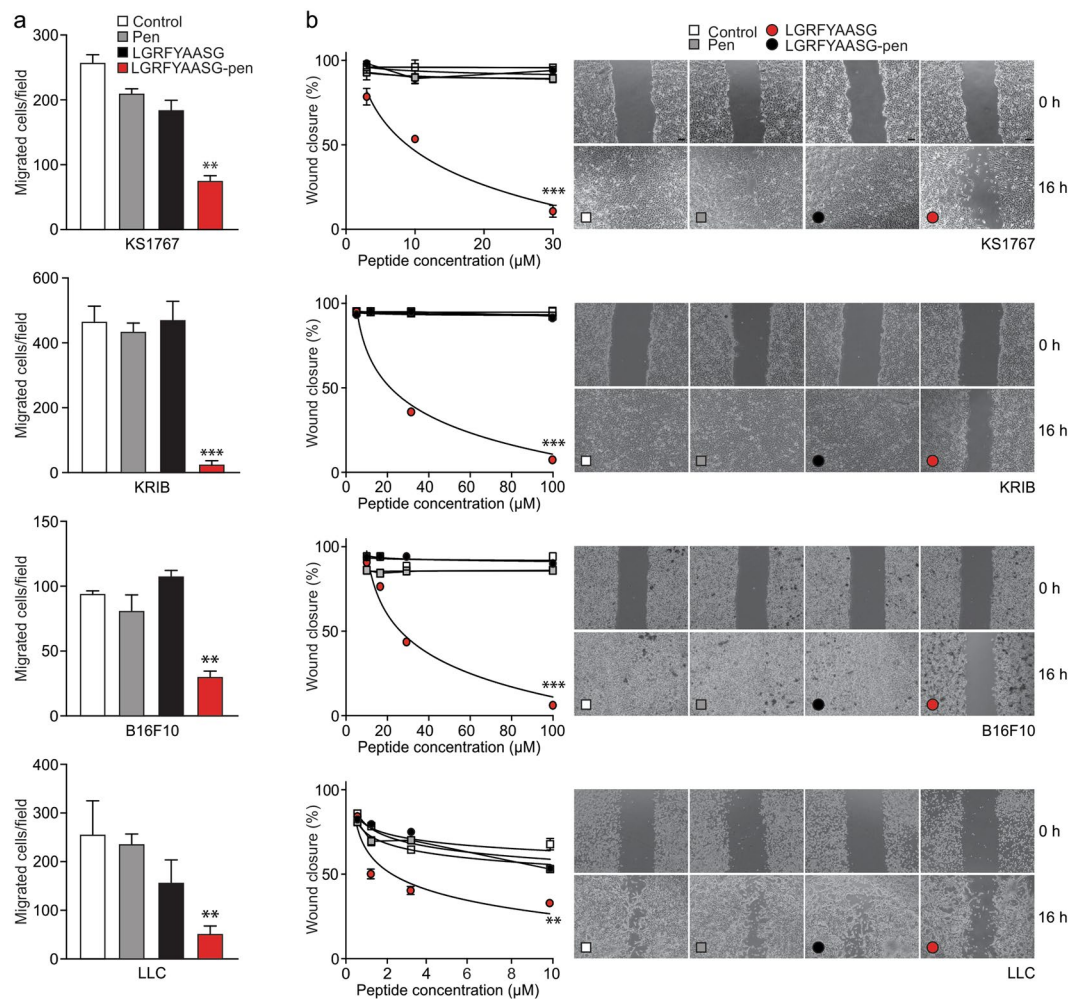 a
Control
Pen
LGRFYAASG
LGRFYAASG-pen
Migrated cells/field
300
200
100
0
**
KS1767
Migrated cells/field
600
400
200
0
***
KRIB
Migrated cells/field
150
100
50
0
**
B16F10
Migrated cells/field
400
300
200
100
0
**
LLC
b
Control
Pen
LGRFYAASG
LGRFYAASG-pen
Wound closure (%)
100
50
0
***
0 10 20 30
Peptide concentration (µM)
0 h
16 h
KS1767
Wound closure (%)
100
50
0
***
0 20 40 60 80 100
Peptide concentration (µM)
0 h
16 h
KRIB
Wound closure (%)
100
50
0
***
0 20 40 60 80 100
Peptide concentration (µM)
0 h
16 h
B16F10
Wound closure (%)
100
80
60
40
20
0
**
0 2 4 6 8 10
Peptide concentration (µM)
0 h
16 h
LLC